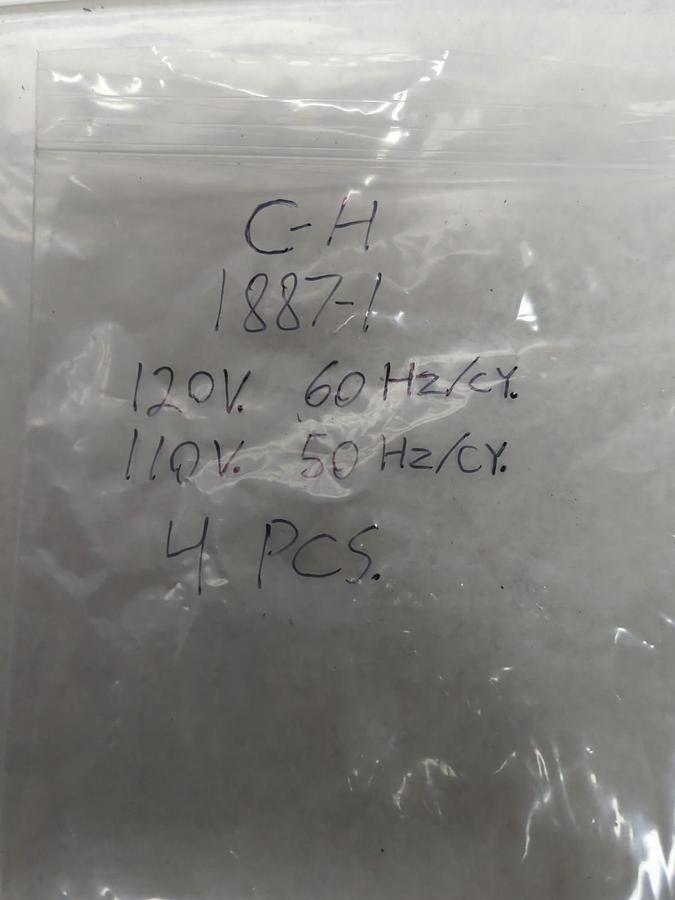 C-H
1887-1
120V. 60 Hz/CY.
110V. 50 Hz/CY.
4 PCS.